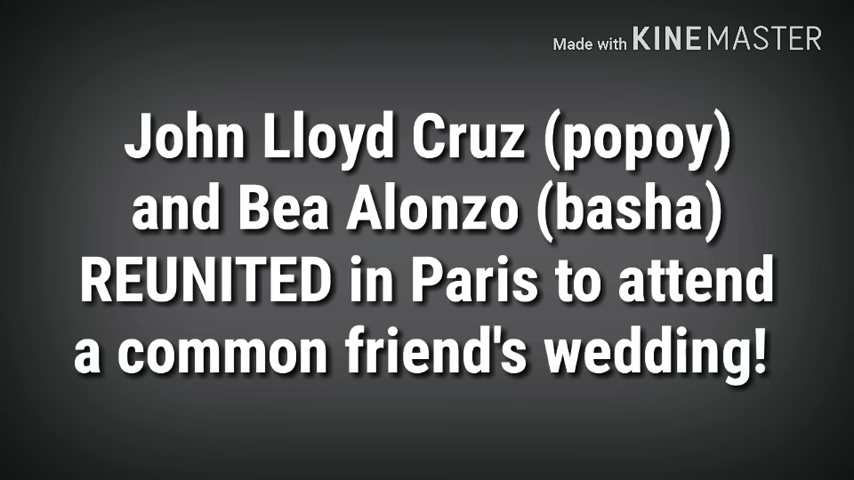 Made with KINEMASTER
John Lloyd Cruz (popoy)
and Bea Alonzo (basha)
REUNITED in Paris to attend
a common friend's wedding!